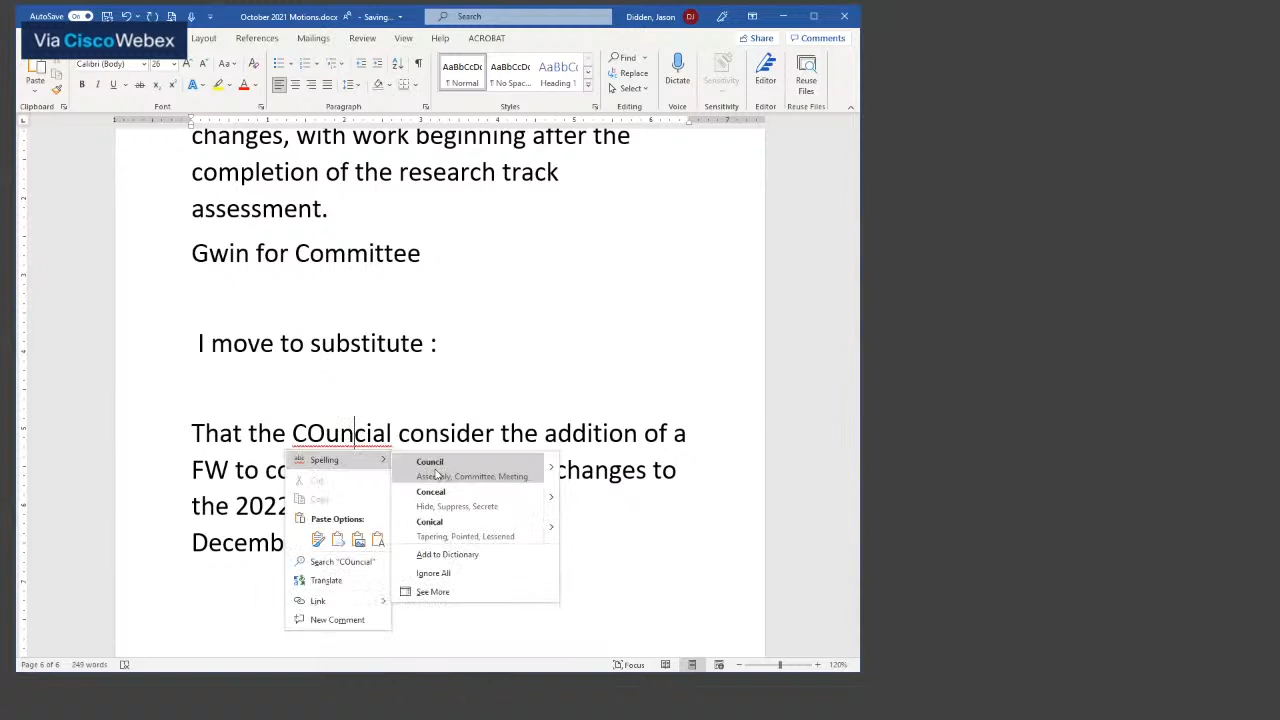 AutoSave On October 2021 Motions.docx - Saving... Search Didden, Jason DJ
Via Cisco Webex
Layout References Mailings Review View Help ACROBAT Share Comments
Paste Calibri (Body) 26 Aa AaBbCcDc AaBbCcDc AaBbCc Find Replace Select Dictate Sensitivity Editor Reuse Files
¶ Normal ¶ No Spac... Heading 1
Clipboard Font Paragraph Styles Editing Voice Sensitivity Editor Reuse Files
changes, with work beginning after the
completion of the research track
assessment.
Gwin for Committee
I move to substitute :
That the COuncial consider the addition of a
FW to co changes to
the 2022
Decemb
Spelling
Cut
Copy
Paste Options:
Search "COuncial"
Translate
Link
New Comment
Council
Assembly, Committee, Meeting
Conceal
Hide, Suppress, Secrete
Conical
Tapering, Pointed, Lessened
Add to Dictionary
Ignore All
See More
Page 6 of 6 249 words Focus 120%